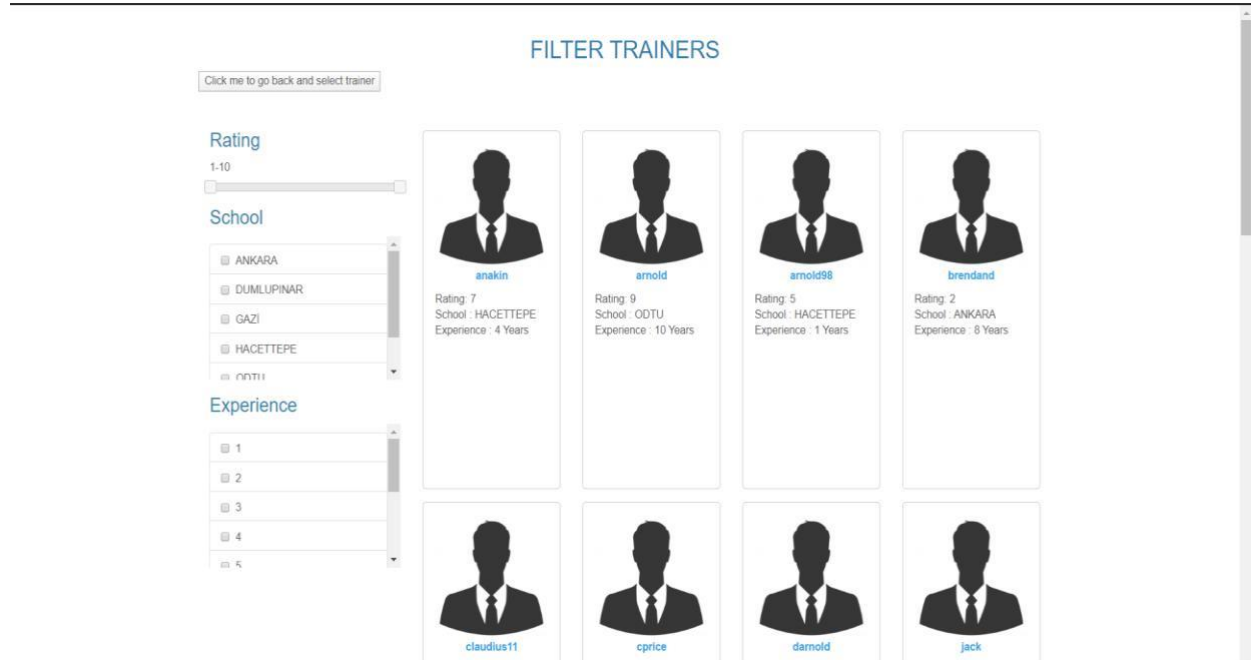 FILTER TRAINERS
Click me to go back and select trainer
Rating
1-10
School
ANKARA
DUMLUPINAR
GAZİ
HACETTEPE
ODTU
Experience
1
2
3
4
5
anakin
Rating: 7
School : HACETTEPE
Experience : 4 Years
arnold
Rating: 9
School : ODTU
Experience : 10 Years
arnold98
Rating: 5
School : HACETTEPE
Experience : 1 Years
brendand
Rating: 2
School : ANKARA
Experience : 8 Years
claudius11
cprice
darnold
jack